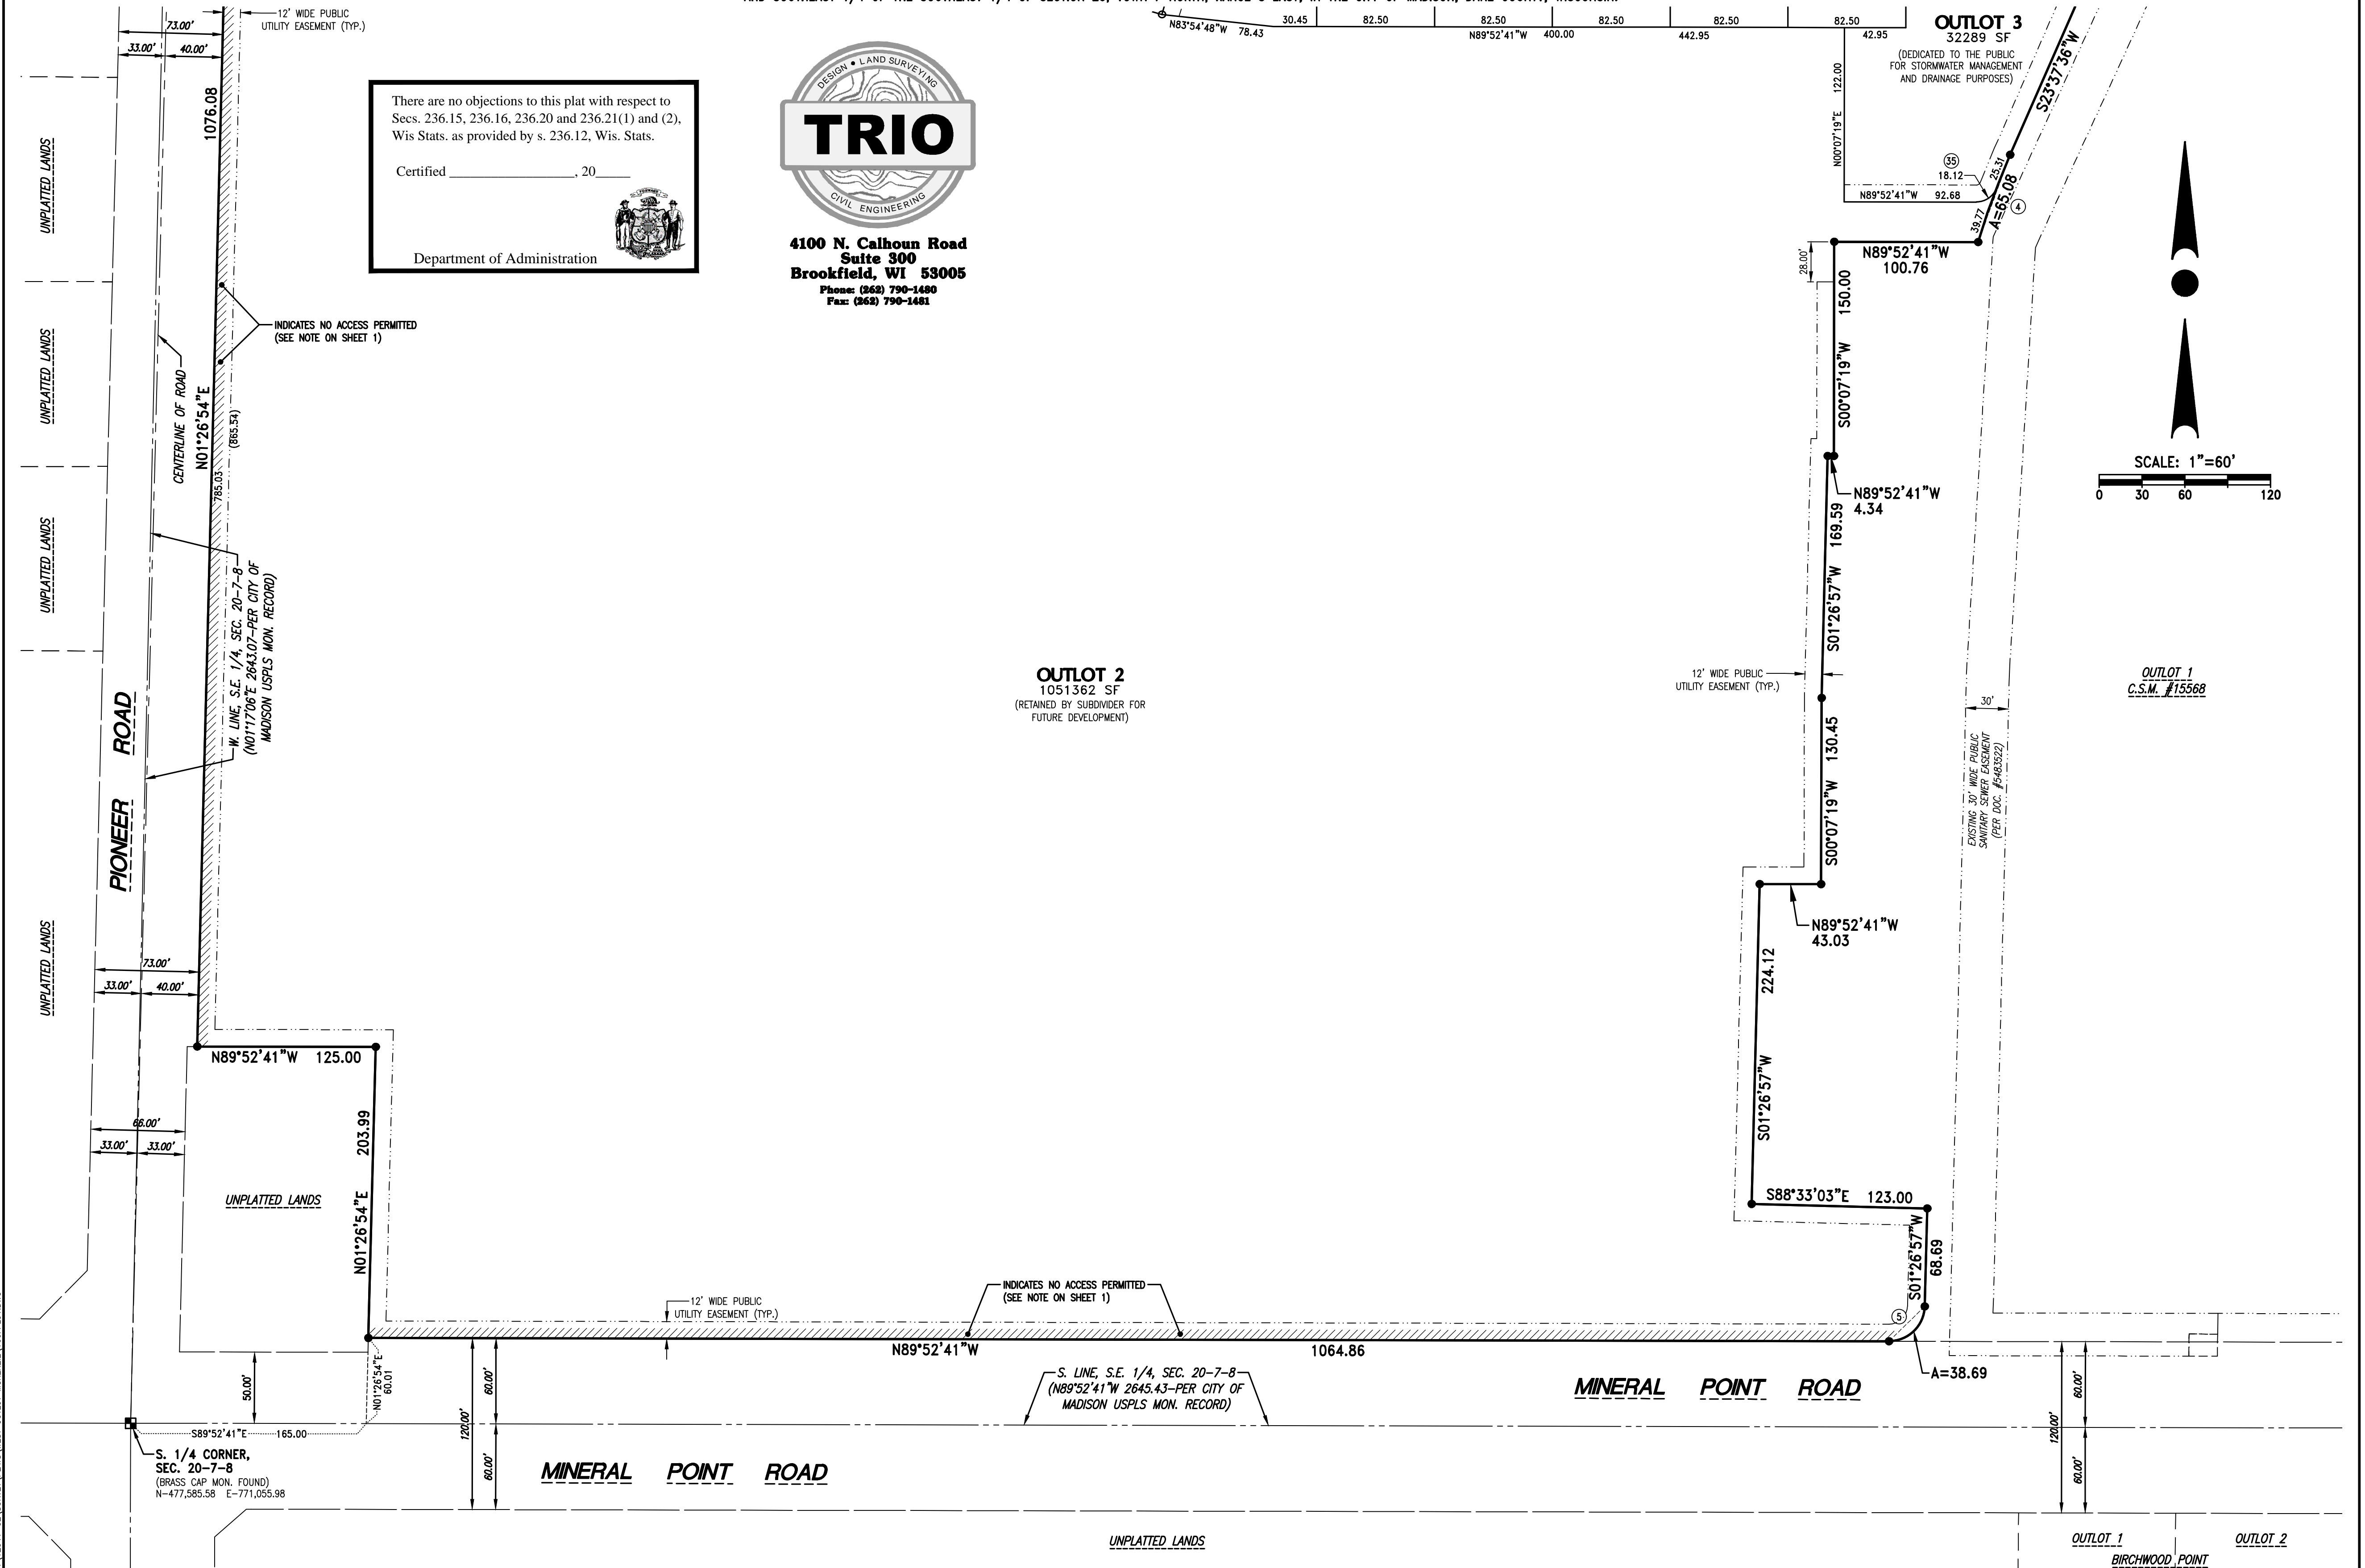 12' WIDE PUBLIC
UTILITY EASEMENT (TYP.)
73.00'
33.00'
40.00'
1076.08
N01°26'54"E
785.03
(865.54)
CENTERLINE OF ROAD
UNPLATTED LANDS
UNPLATTED LANDS
UNPLATTED LANDS
UNPLATTED LANDS
There are no objections to this plat with respect to
Secs. 236.15, 236.16, 236.20 and 236.21(1) and (2),
Wis Stats. as provided by s. 236.12, Wis. Stats.
Certified __________________, 20_____
Department of Administration
DESIGN • LAND SURVEYING
TRIO
CIVIL ENGINEERING
4100 N. Calhoun Road
Suite 300
Brookfield, WI 53005
Phone: (262) 790-1480
Fax: (262) 790-1481
N83°54'48"W 78.43
30.45
82.50
82.50
82.50
82.50
82.50
N89°52'41"W 400.00
442.95
42.95
OUTLOT 3
32289 SF
(DEDICATED TO THE PUBLIC
FOR STORMWATER MANAGEMENT
AND DRAINAGE PURPOSES)
N00°07'19"E 1222.00
S23°37'36"W
35
18.12
25.31
A=65.08
39.77
4
N89°52'41"W 92.68
N89°52'41"W
100.76
28.00'
S00°07'19"W 150.00
N89°52'41"W
4.34
S01°26'57"W 169.59
SCALE: 1"=60'
0 30 60 120
INDICATES NO ACCESS PERMITTED
(SEE NOTE ON SHEET 1)
W. LINE, S.E. 1/4, SEC. 20-7-8
(N01°17'06"E 2643.07-PER CITY OF
MADISON USPLS MON. RECORD)
PIONEER ROAD
OUTLOT 2
1051362 SF
(RETAINED BY SUBDIVIDER FOR
FUTURE DEVELOPMENT)
12' WIDE PUBLIC
UTILITY EASEMENT (TYP.)
S00°07'19"W 130.45
30'
EXISTING 30' WIDE PUBLIC
SANITARY SEWER EASEMENT
(PER DOC. #5483522)
OUTLOT 1
C.S.M. #15568
N89°52'41"W
43.03
73.00'
33.00'
40.00'
N89°52'41"W 125.00
66.00'
33.00'
33.00'
UNPLATTED LANDS
N01°26'54"E 203.99
S01°26'57"W 224.12
S88°33'03"E 123.00
S01°26'57"W
68.69
5
A=38.69
12' WIDE PUBLIC
UTILITY EASEMENT (TYP.)
INDICATES NO ACCESS PERMITTED
(SEE NOTE ON SHEET 1)
N89°52'41"W 1064.86
S. LINE, S.E. 1/4, SEC. 20-7-8
(N89°52'41"W 2645.43-PER CITY OF
MADISON USPLS MON. RECORD)
MINERAL POINT ROAD
50.00'
N01°26'54"E
60.01
S89°52'41"E 165.00
S. 1/4 CORNER,
SEC. 20-7-8
(BRASS CAP MON. FOUND)
N-477,585.58 E-771,055.98
120.00'
60.00'
60.00'
MINERAL POINT ROAD
120.00'
60.00'
60.00'
UNPLATTED LANDS
OUTLOT 1
OUTLOT 2
BIRCHWOOD POINT